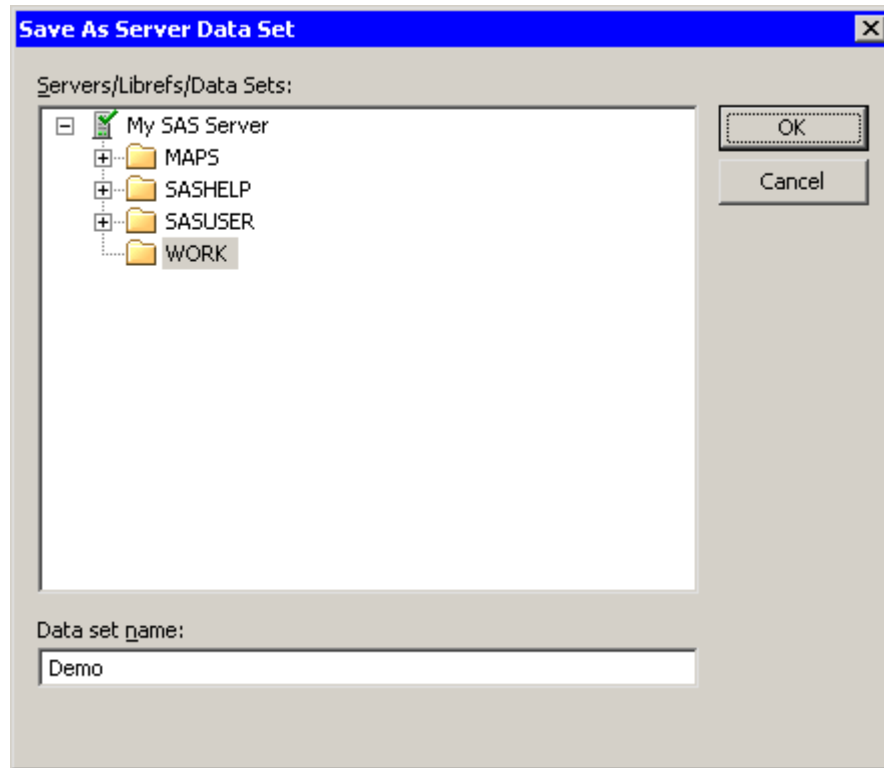 Save As Server Data Set
Servers/Librefs/Data Sets:
My SAS Server
MAPS
SASHELP
SASUSER
WORK
OK
Cancel
Data set name:
Demo